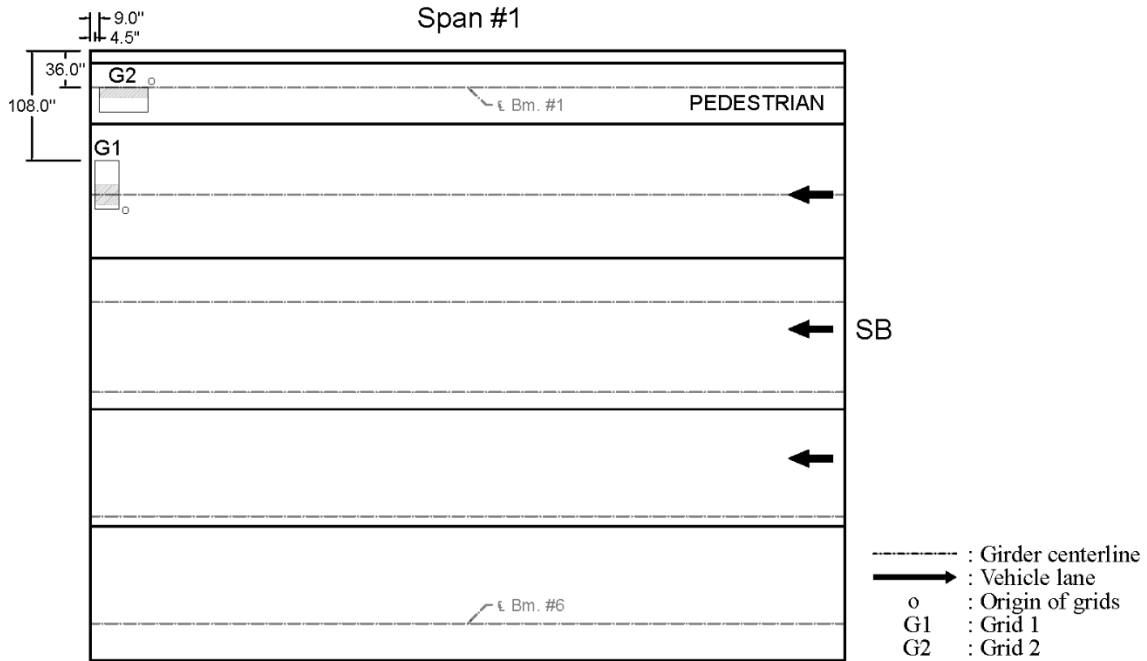 Span #1
9.0"
4.5"
36.0"
108.0"
G2
o
℄ Bm. #1
PEDESTRIAN
G1
o
SB
℄ Bm. #6
: Girder centerline
: Vehicle lane
o : Origin of grids
G1 : Grid 1
G2 : Grid 2